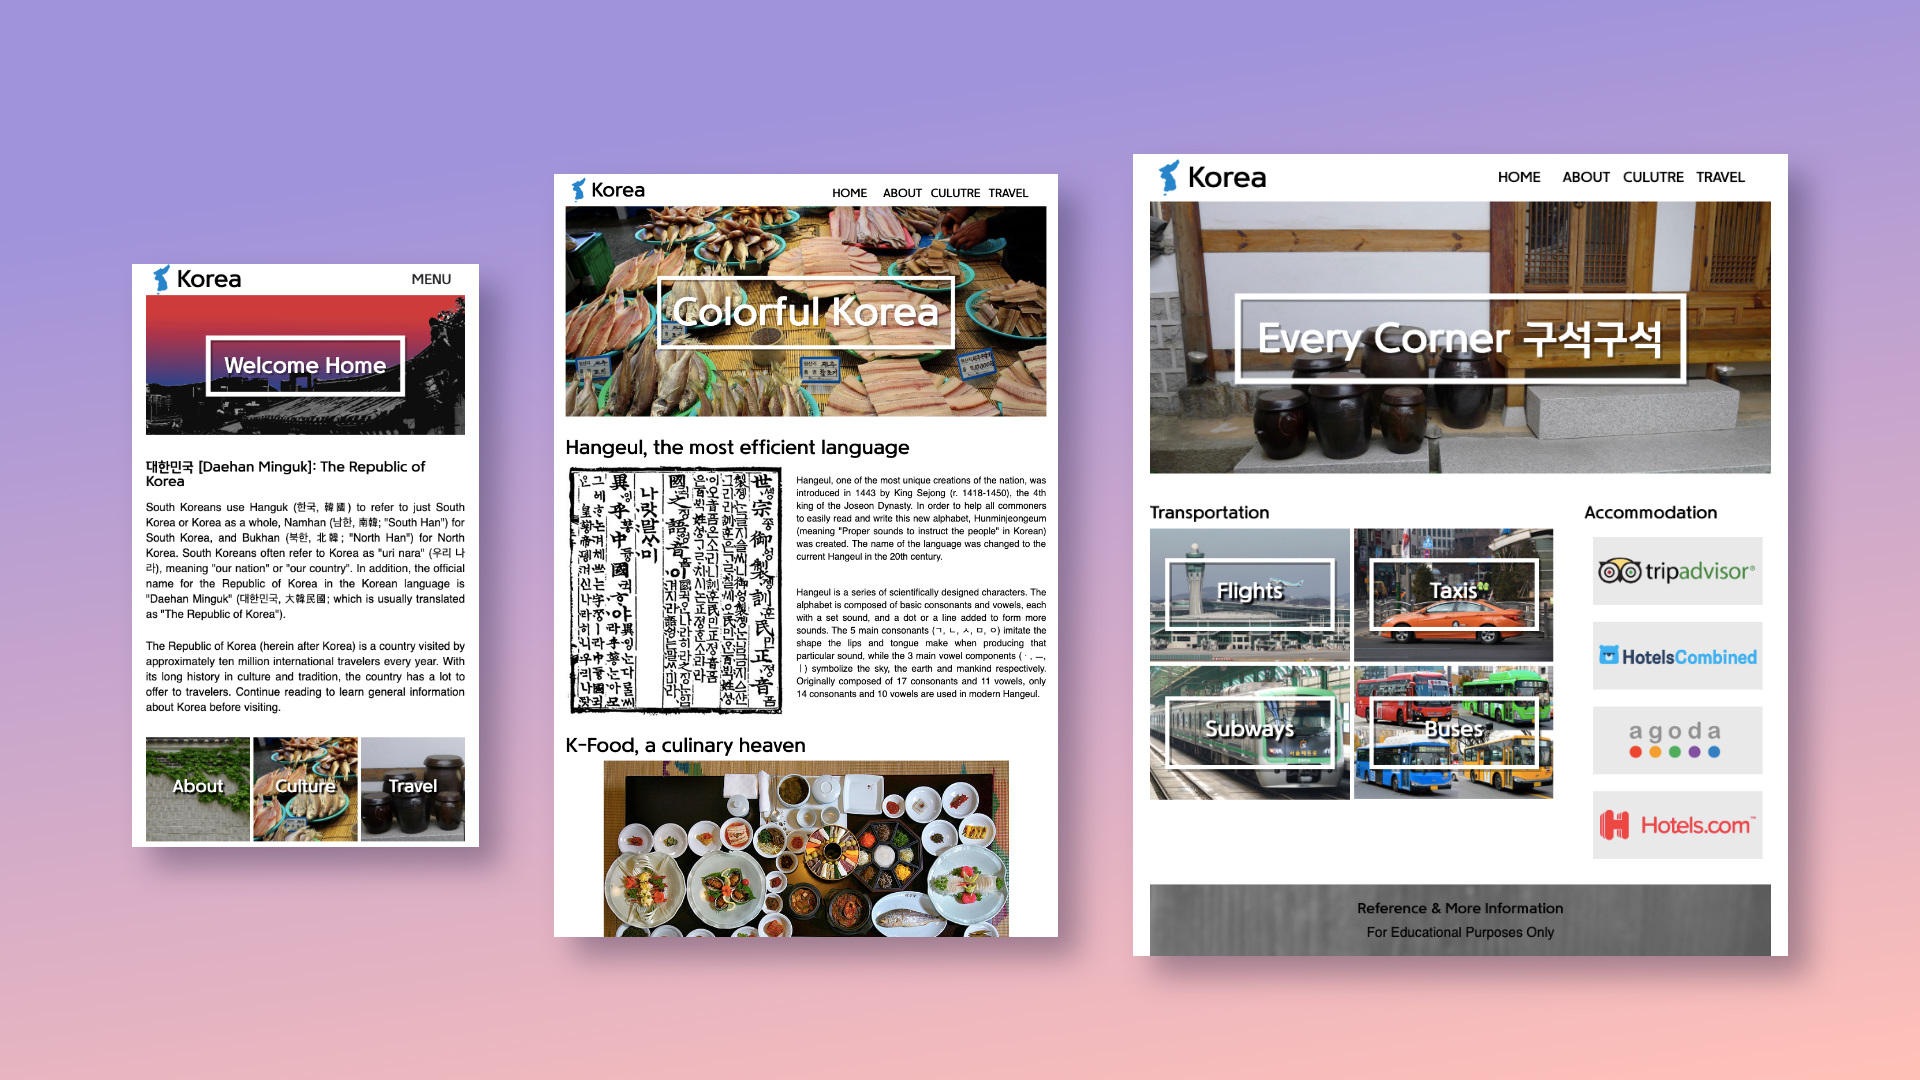 Korea
MENU
Welcome Home
대한민국 [Daehan Minguk]: The Republic of
Korea
South Koreans use Hanguk (한국, 韓國) to refer to just South
Korea or Korea as a whole, Namhan (남한, 南韓; "South Han") for
South Korea, and Bukhan (북한, 北韓; "North Han") for North
Korea. South Koreans often refer to Korea as "uri nara" (우리 나
라), meaning "our nation" or "our country". In addition, the official
name for the Republic of Korea in the Korean language is
"Daehan Minguk" (대한민국, 大韓民國; which is usually translated
as "The Republic of Korea").
The Republic of Korea (herein after Korea) is a country visited by
approximately ten million international travelers every year. With
its long history in culture and tradition, the country has a lot to
offer to travelers. Continue reading to learn general information
about Korea before visiting.
About
Culture
Travel
Korea
HOME ABOUT CULUTRE TRAVEL
Colorful Korea
Hangeul, the most efficient language
Hangeul, one of the most unique creations of the nation, was
introduced in 1443 by King Sejong (r. 1418-1450), the 4th
king of the Joseon Dynasty. In order to help all commoners
to easily read and write this new alphabet, Hunminjeongeum
(meaning "Proper sounds to instruct the people" in Korean)
was created. The name of the language was changed to the
current Hangeul in the 20th century.
Hangeul is a series of scientifically designed characters. The
alphabet is composed of basic consonants and vowels, each
with a set sound, and a dot or a line added to form more
sounds. The 5 main consonants (ㄱ, ㄴ, ㅅ, ㅁ, ㅇ) imitate the
shape the lips and tongue make when producing that
particular sound, while the 3 main vowel components (ㆍ, ㅡ,
ㅣ) symbolize the sky, the earth and mankind respectively.
Originally composed of 17 consonants and 11 vowels, only
14 consonants and 10 vowels are used in modern Hangeul.
K-Food, a culinary heaven
Korea
HOME ABOUT CULUTRE TRAVEL
Every Corner 구석구석
Transportation
Flights
Taxis
Subways
Buses
Accommodation
tripadvisor®
HotelsCombined
agoda
Hotels.com™
Reference & More Information
For Educational Purposes Only